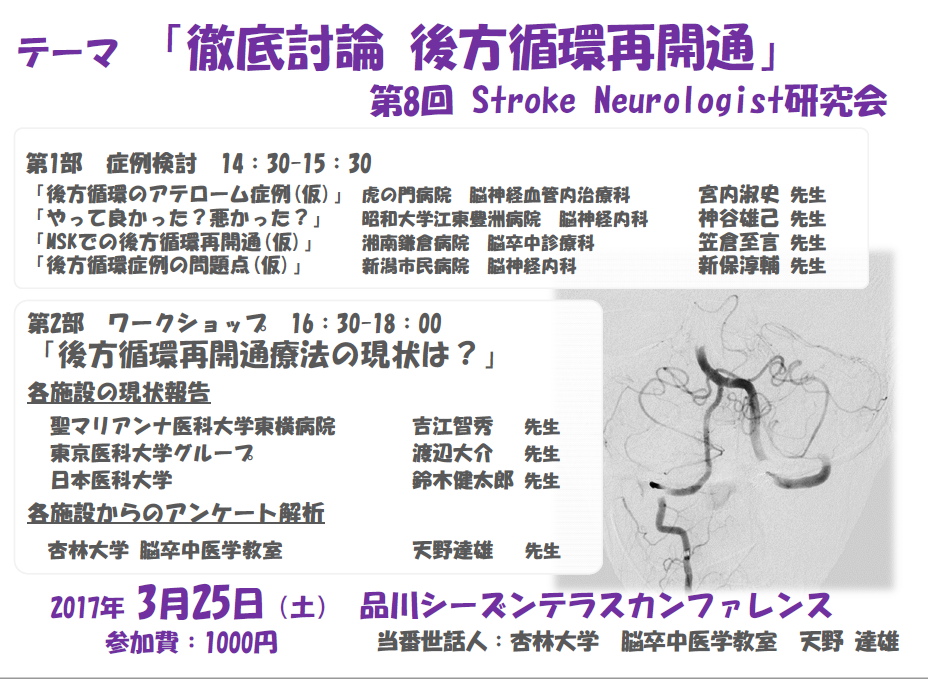 テーマ 「徹底討論 後方循環再開通」
第8回 Stroke Neurologist研究会
第1部 症例検討 14：30-15：30
「後方循環のアテローム症例(仮)」 虎の門病院 脳神経血管内治療科 宮内淑史 先生
「やって良かった？悪かった？」 昭和大学江東豊洲病院 脳神経内科 神谷雄己 先生
「MSKでの後方循環再開通(仮)」 湘南鎌倉病院 脳卒中診療科 笠倉至言 先生
「後方循環症例の問題点(仮)」 新潟市民病院 脳神経内科 新保淳輔 先生
第2部 ワークショップ 16：30-18：00
「後方循環再開通療法の現状は？」
各施設の現状報告
聖マリアンナ医科大学東横病院 吉江智秀 先生
東京医科大学グループ 渡辺大介 先生
日本医科大学 鈴木健太郎 先生
各施設からのアンケート解析
杏林大学 脳卒中医学教室 天野達雄 先生
2017年 3月25日（土） 品川シーズンテラスカンファレンス
参加費：1000円 当番世話人：杏林大学 脳卒中医学教室 天野 達雄